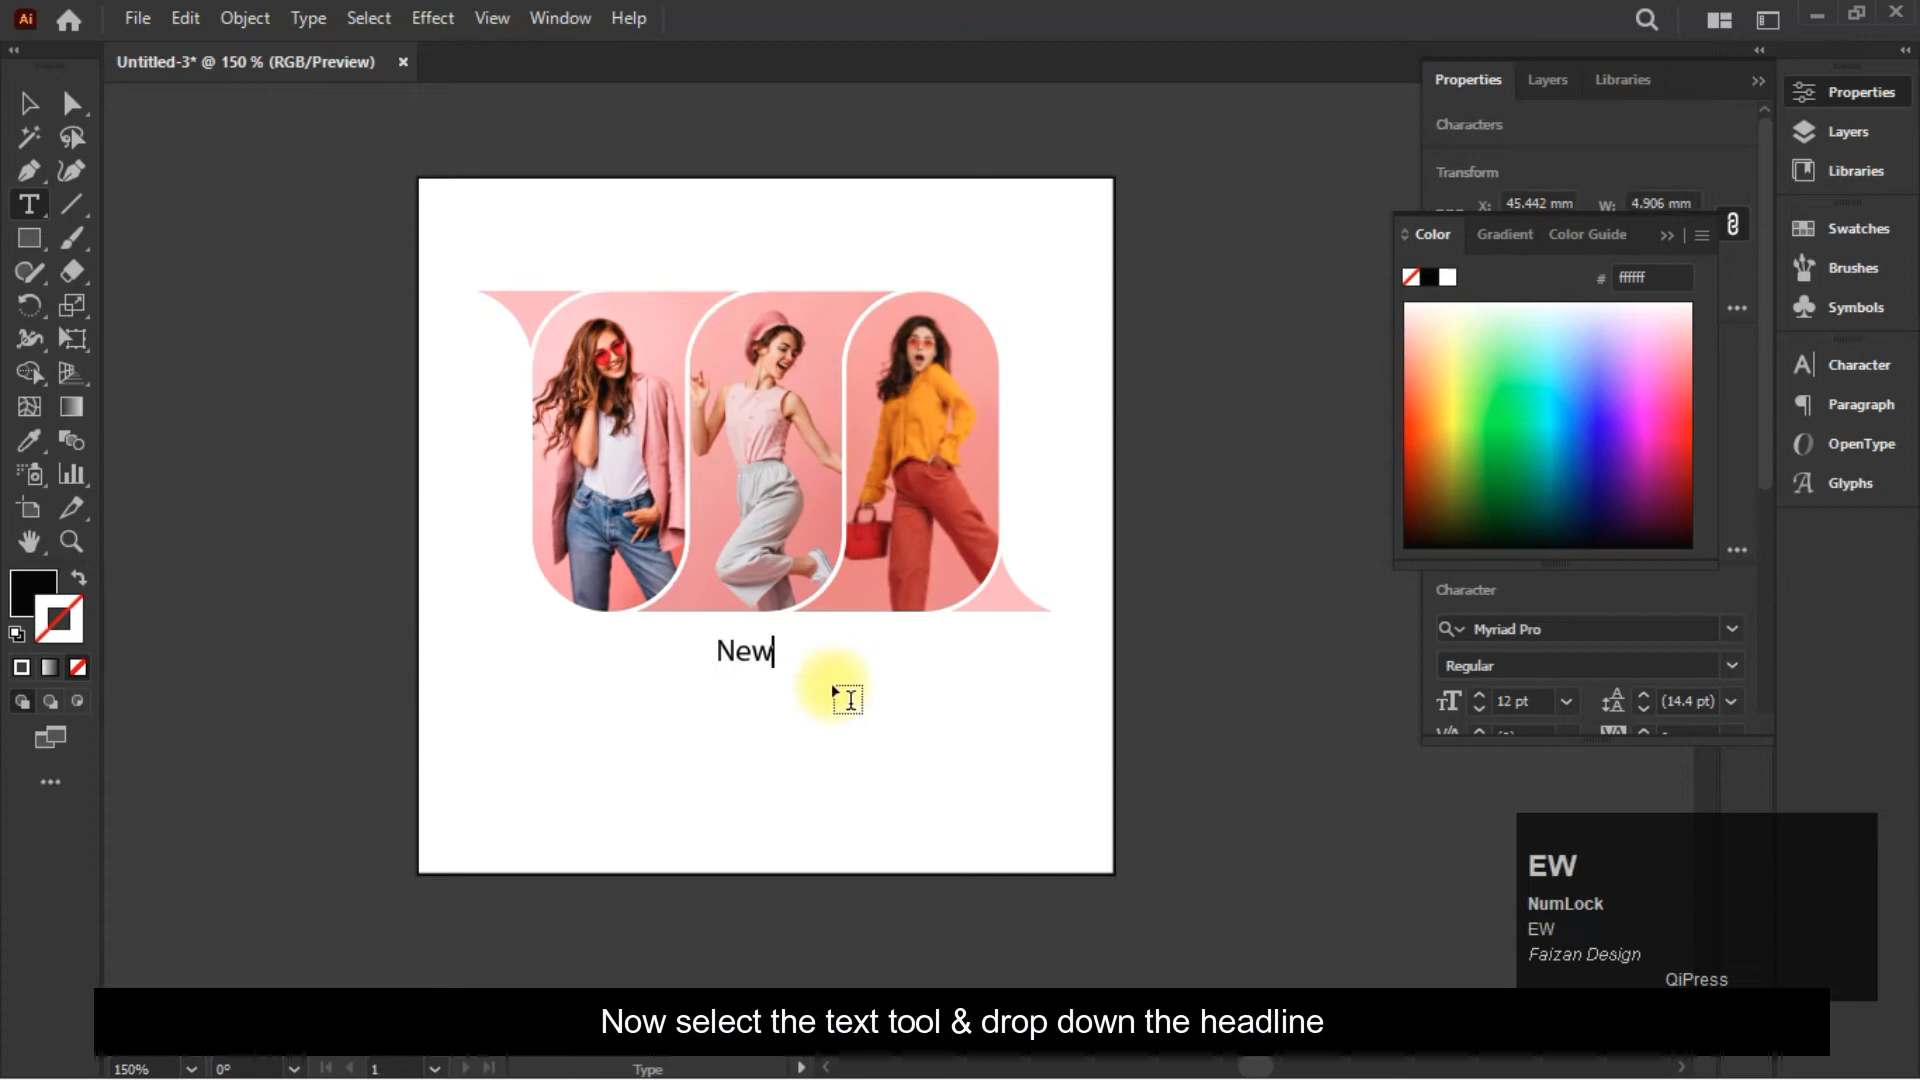 Ai
File Edit Object Type Select Effect View Window Help
Untitled-3* @ 150 % (RGB/Preview) ×
Properties Layers Libraries
Characters
Transform
X: 45.442 mm W: 4.906 mm
Color Gradient Color Guide
# ffffff
Properties
Layers
Libraries
Swatches
Brushes
Symbols
Character
Paragraph
OpenType
Glyphs
New
Character
Myriad Pro
Regular
12 pt (14.4 pt)
EW
NumLock
EW
Faizan Design
QiPress
Now select the text tool & drop down the headline
150% 0° 1 Type